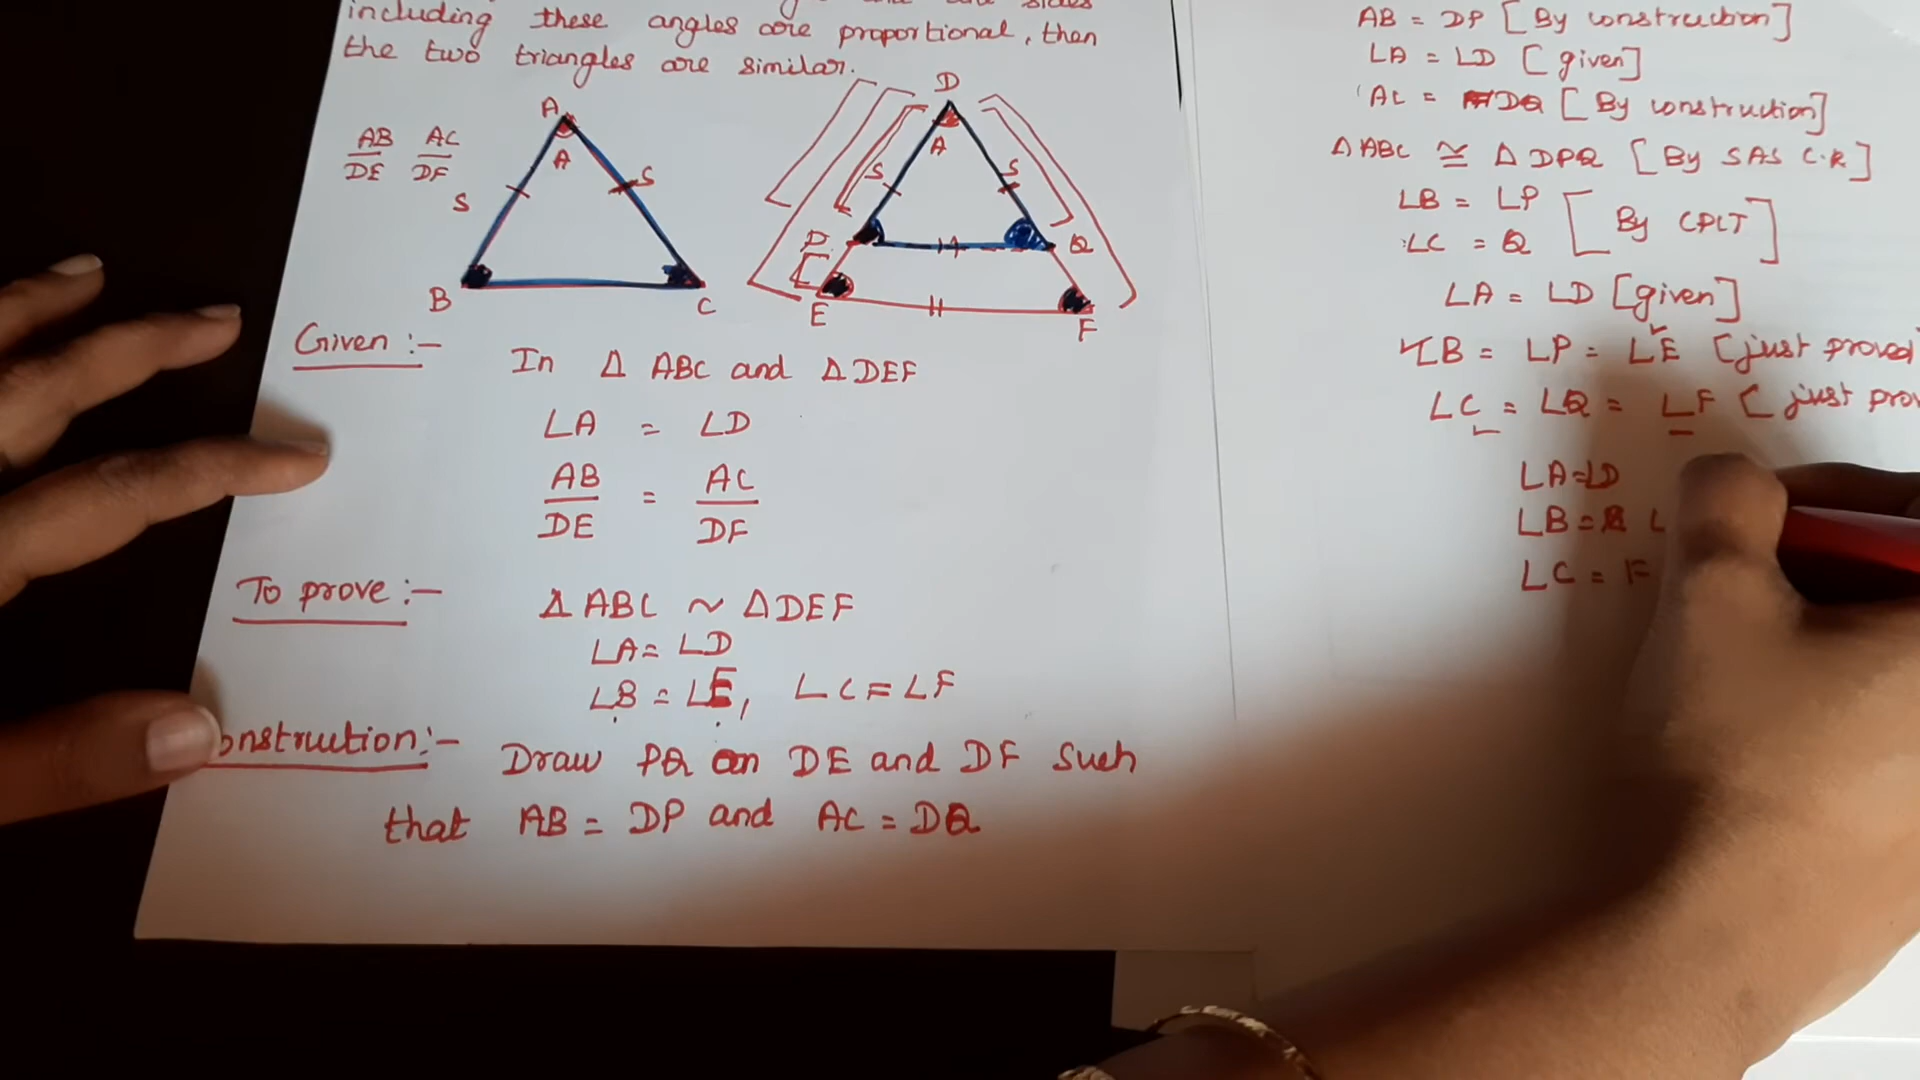 including these angles are proportional, then
the two triangles are similar.
AB AC
DE DF
S
A
A
S
B
C
D
A
S S
P Q
E
F
Given :-
In Δ ABC and Δ DEF
∠A = ∠D
AB = AC
DE DF
To prove :-
Δ ABC ~ Δ DEF
∠A = ∠D
∠B = ∠E, ∠C = ∠F
onstruction :- Draw PQ on DE and DF Such
that AB = DP and AC = DQ
AB = DP [By construction]
∠A = ∠D [given]
AC = DQ [By construction]
Δ ABC ≅ Δ DPQ [By SAS C.R]
∠B = ∠P
∠C = Q [By CPCT]
∠A = ∠D [given]
∠B = ∠P = ∠E [just proved
∠C = ∠Q = ∠F [just prov
∠A=∠D
∠B = ∠
∠C = F